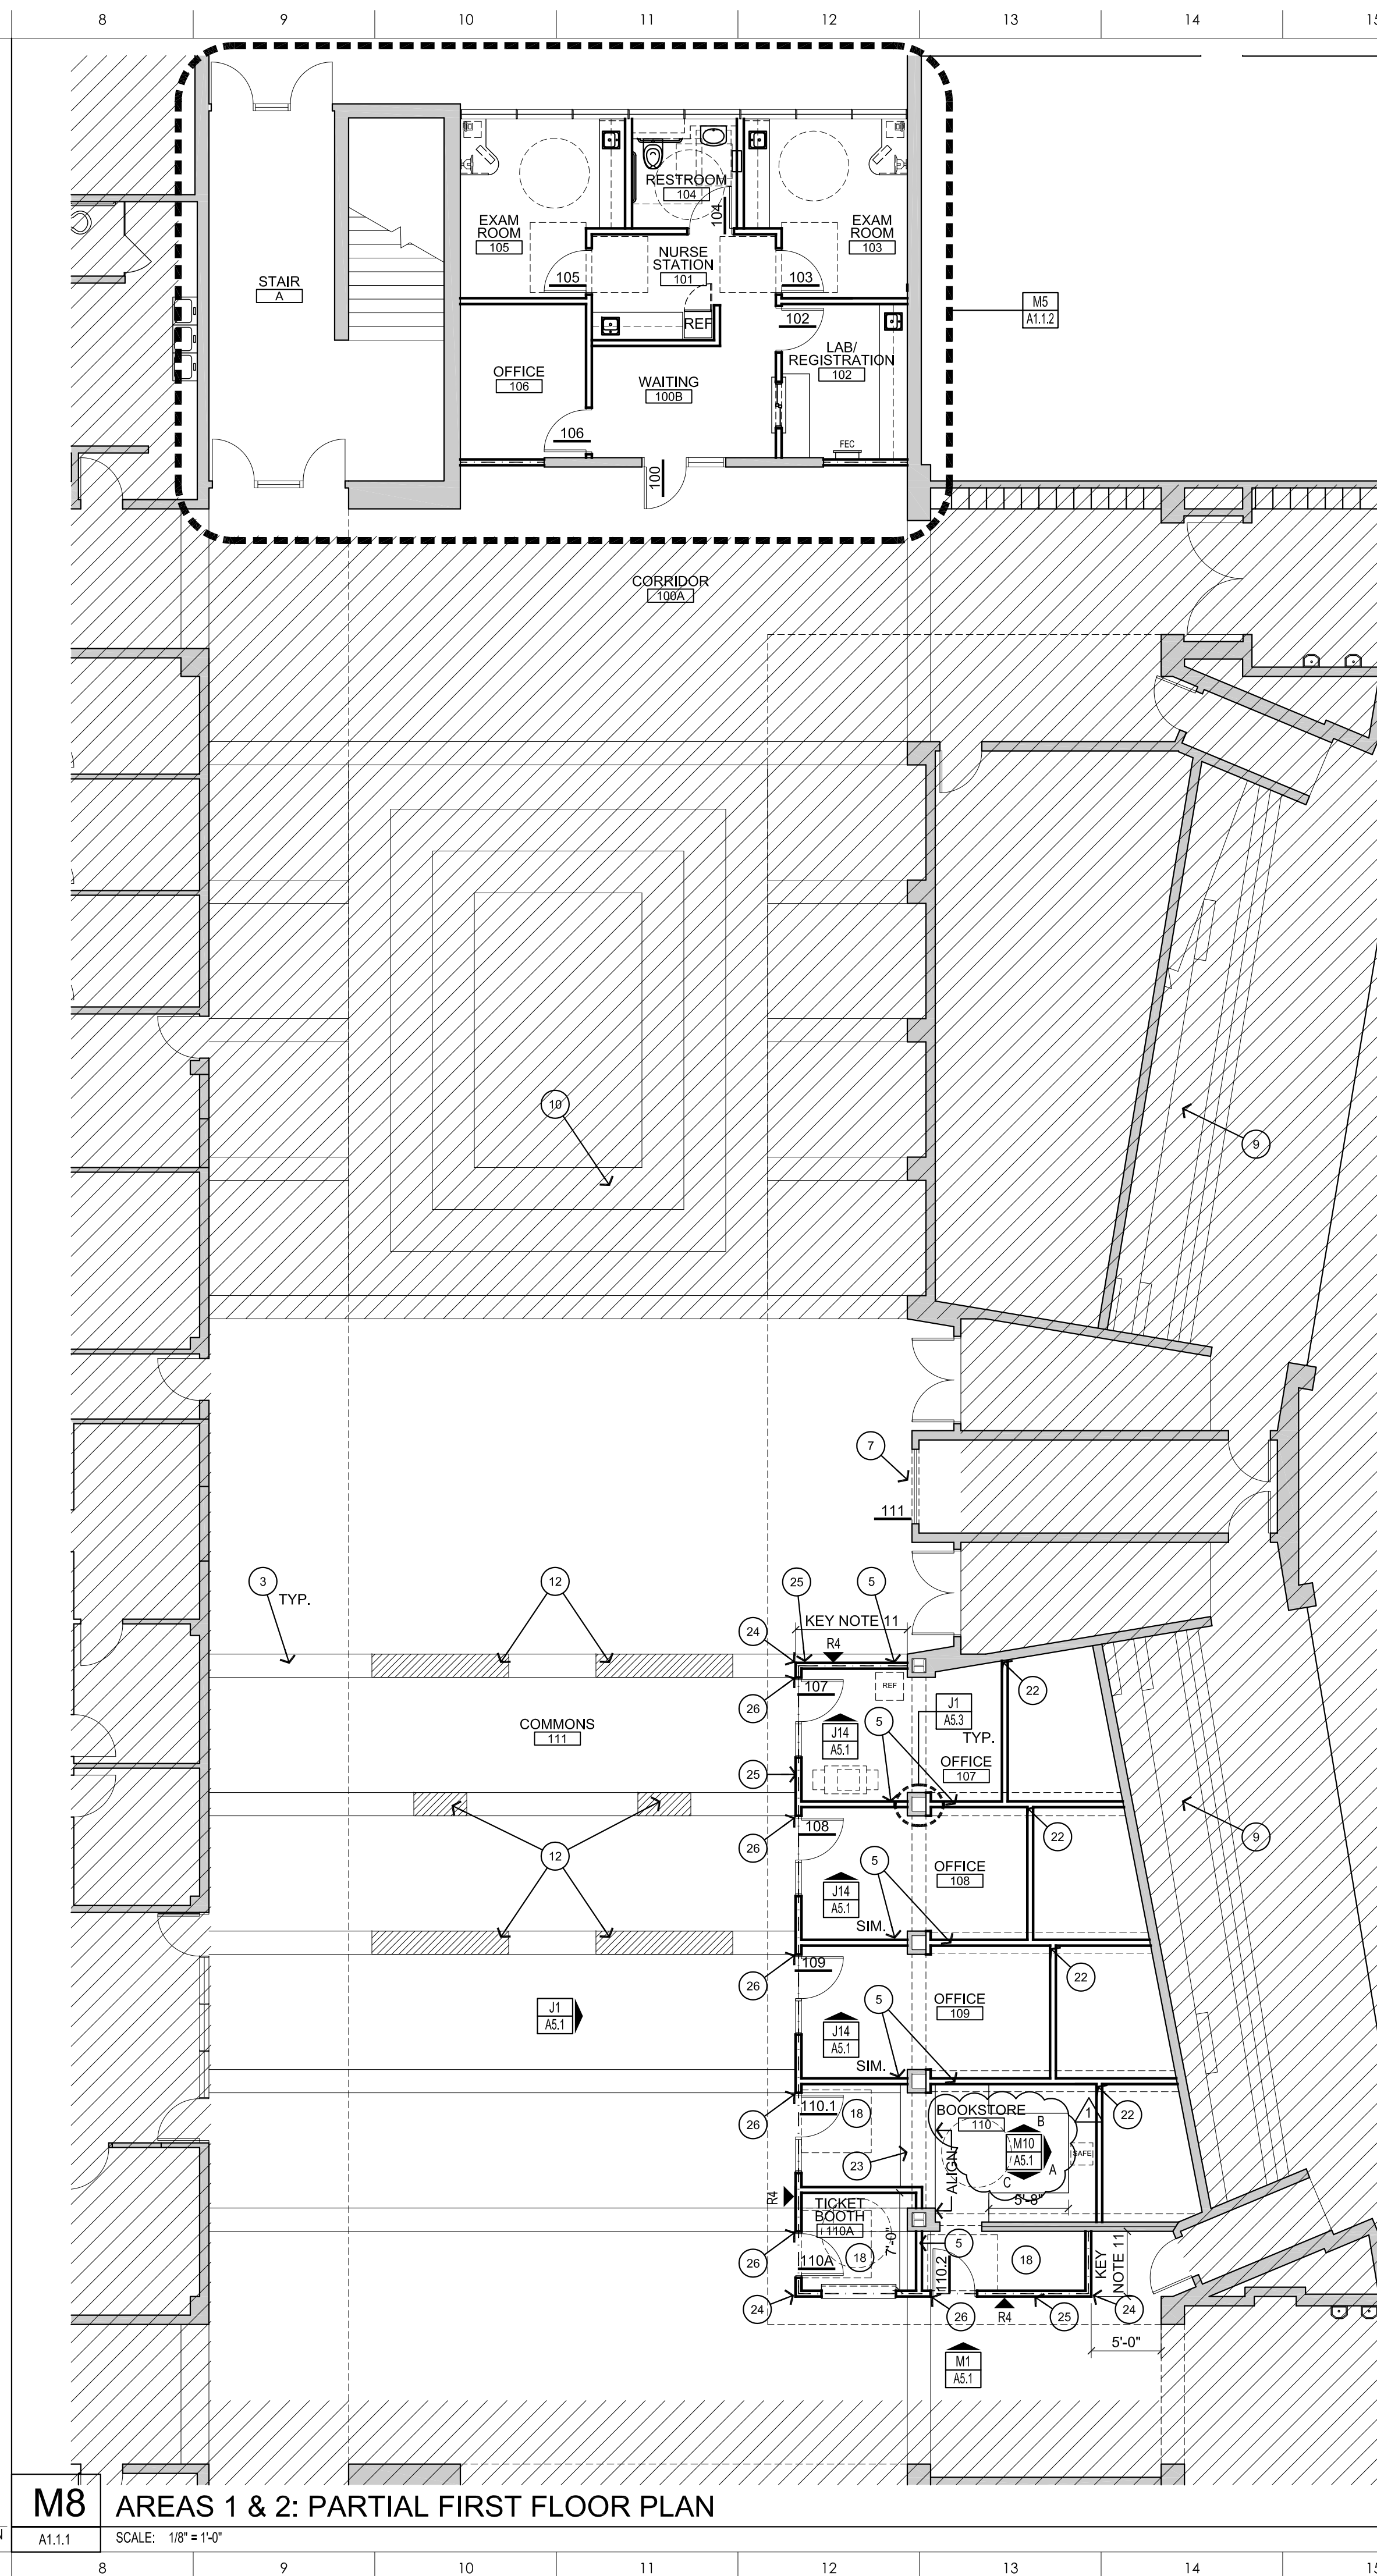 8 9 10 11 12 13 14 15
RESTROOM
104
104
EXAM
ROOM
105
EXAM
ROOM
103
NURSE
STATION
101
105
103
STAIR
A
M5
A1.1.2
REF
102
LAB/
REGISTRATION
102
OFFICE
106
WAITING
100B
106
FEC
100
CORRIDOR
100A
10
9
7
111
3
TYP.
12
25
5
KEY NOTE 11
24
R4
REF
107
26
22
J1
A5.3
TYP.
5
J14
A5.1
COMMONS
111
OFFICE
107
25
108
26
22
12
5
OFFICE
108
J14
A5.1
SIM.
109
26
22
5
OFFICE
109
J1
A5.1
J14
A5.1
SIM.
110.1
18
26
BOOKSTORE
110
B
1
22
M10
A5.1
SAFE
A
C
23
ALIGN
5'-8"
R4
TICKET
BOOTH
110A
7'-0"
5
26
110A
18
110.2
18
KEY
NOTE 11
24
26
R4
25
24
5'-0"
M1
A5.1
9
M8
A1.1.1
AREAS 1 & 2: PARTIAL FIRST FLOOR PLAN
SCALE: 1/8" = 1'-0"
N
8 9 10 11 12 13 14 15